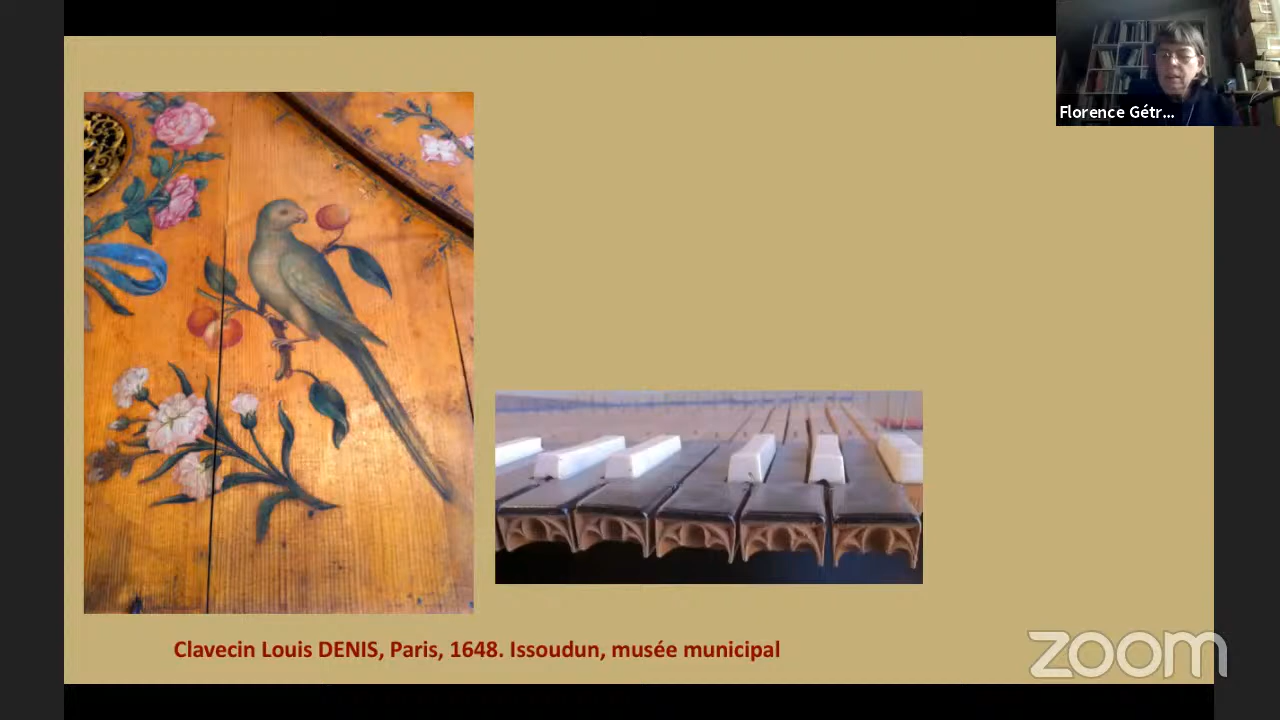 Florence Gétr...
Clavecin Louis DENIS, Paris, 1648. Issoudun, musée municipal
zoom